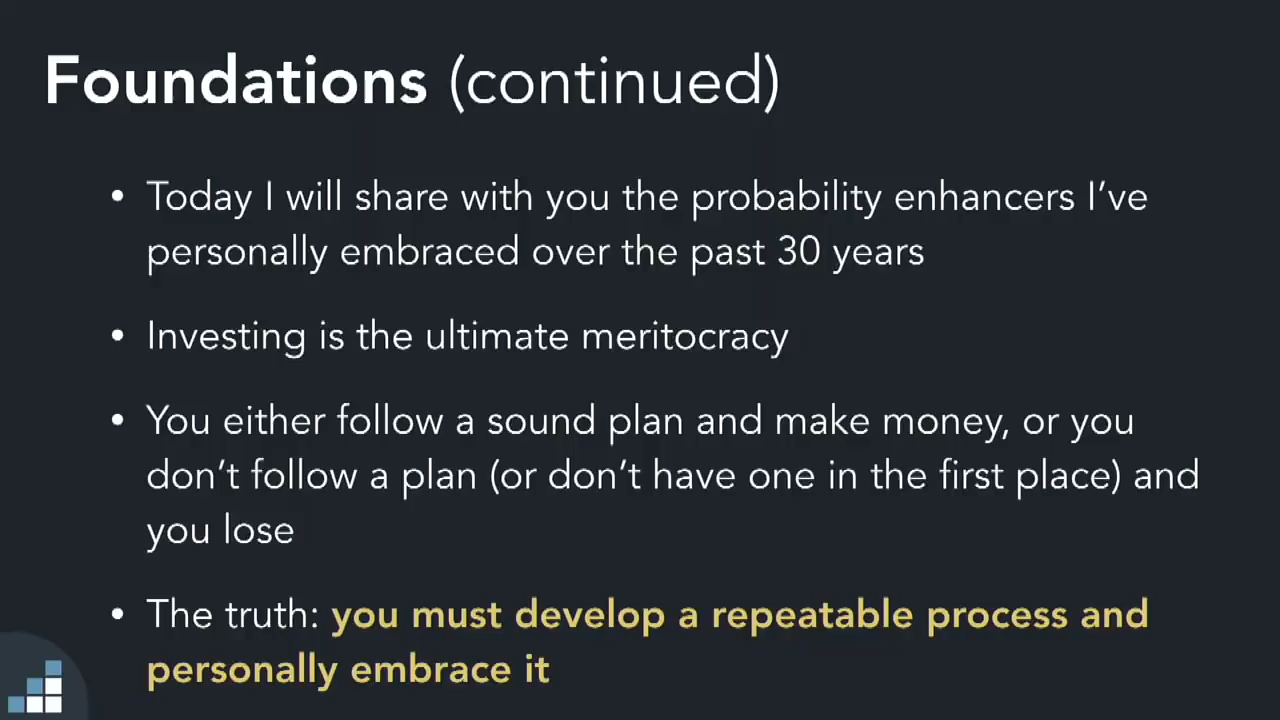 Foundations (continued)
• Today I will share with you the probability enhancers I’ve
personally embraced over the past 30 years
• Investing is the ultimate meritocracy
• You either follow a sound plan and make money, or you
don’t follow a plan (or don’t have one in the first place) and
you lose
• The truth: you must develop a repeatable process and
personally embrace it